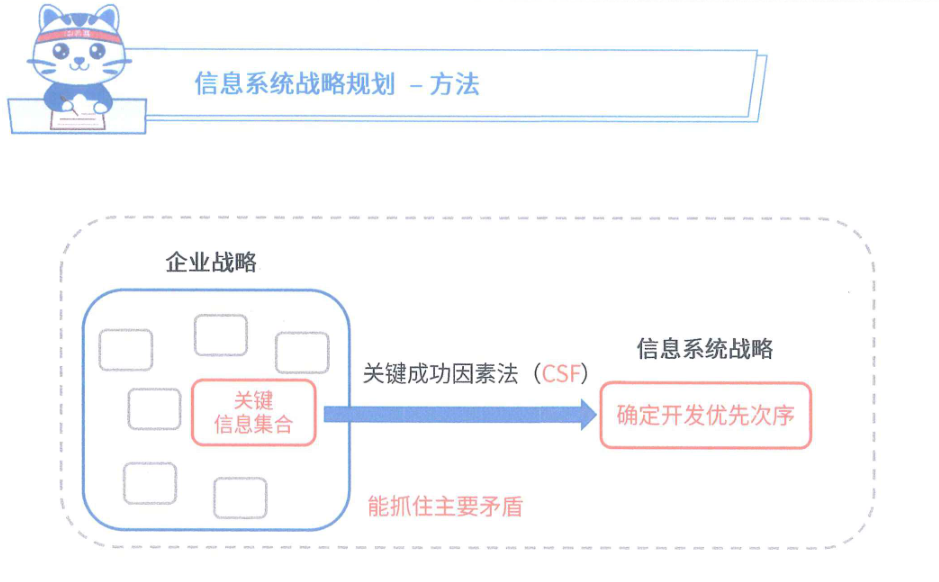 信息系统战略规划 – 方法
企业战略
关键
信息集合
关键成功因素法（CSF）
能抓住主要矛盾
信息系统战略
确定开发优先次序